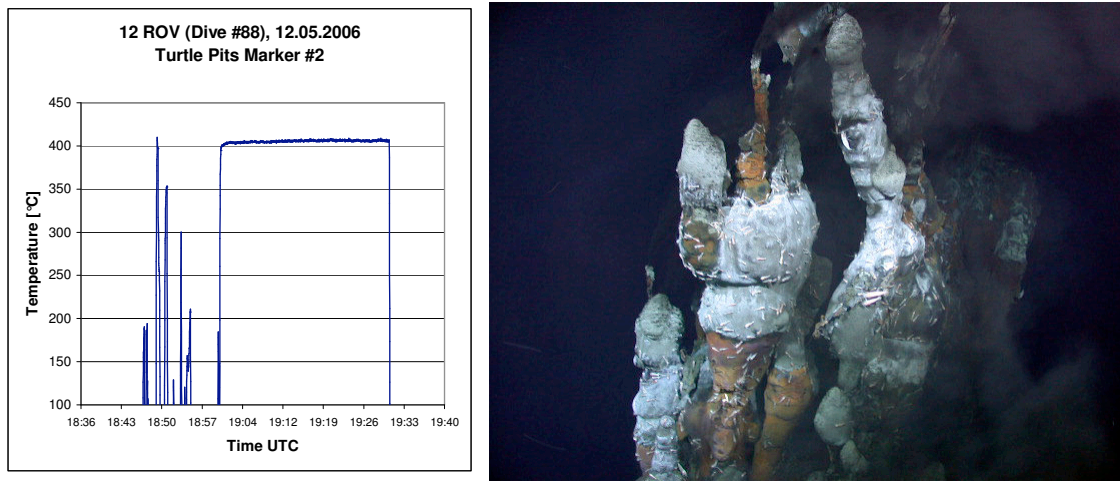 12 ROV (Dive #88), 12.05.2006
Turtle Pits Marker #2
450
400
350
300
250
200
150
100
Temperature [°C]
18:36 18:43 18:50 18:57 19:04 19:12 19:19 19:26 19:33 19:40
Time UTC